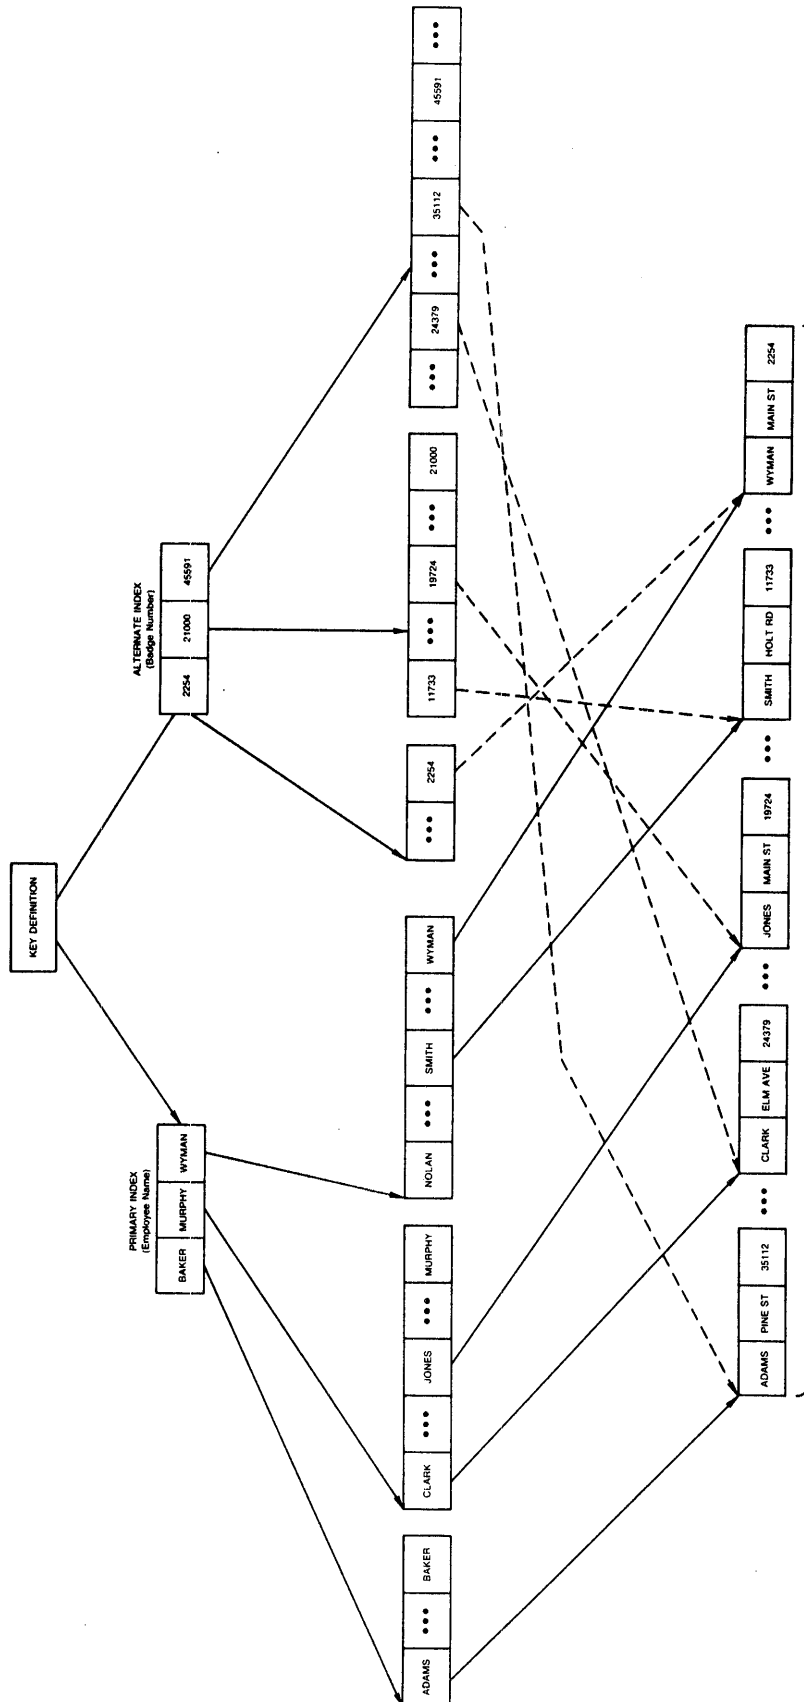 KEY DEFINITION
PRIMARY INDEX
(Employee Name)
BAKER MURPHY WYMAN
ALTERNATE INDEX
(Badge Number)
2254 21000 45591
ADAMS ••• BAKER
CLARK ••• JONES ••• MURPHY
NOLAN ••• SMITH ••• WYMAN
••• 2254
11733 ••• 19724 ••• 21000
••• 24379 ••• 35112 ••• 45591 •••
ADAMS PINE ST 35112 ••• CLARK ELM AVE 24379 ••• JONES MAIN ST 19724 ••• SMITH HOLT RD 11733 ••• WYMAN MAIN ST 2254